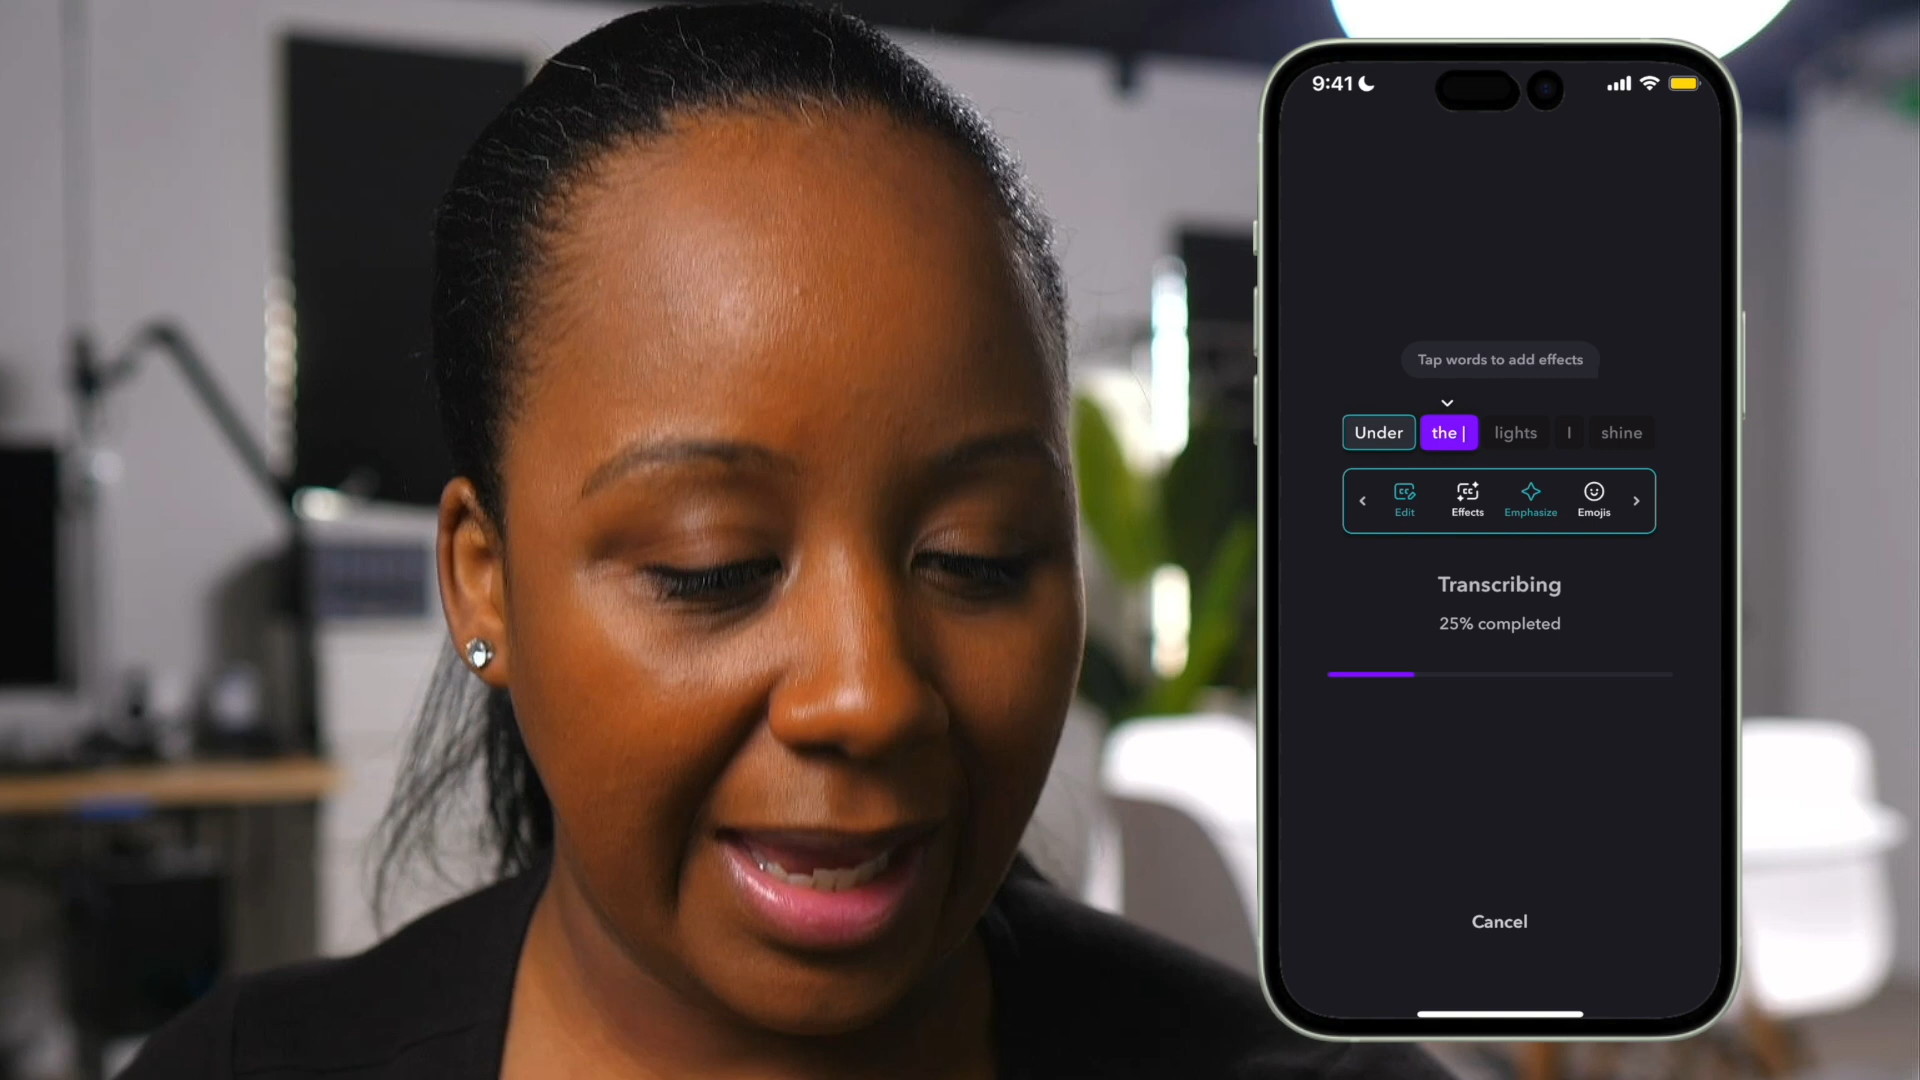 9:41
Tap words to add effects
Under the | lights I shine
Edit Effects Emphasize Emojis
Transcribing
25% completed
Cancel